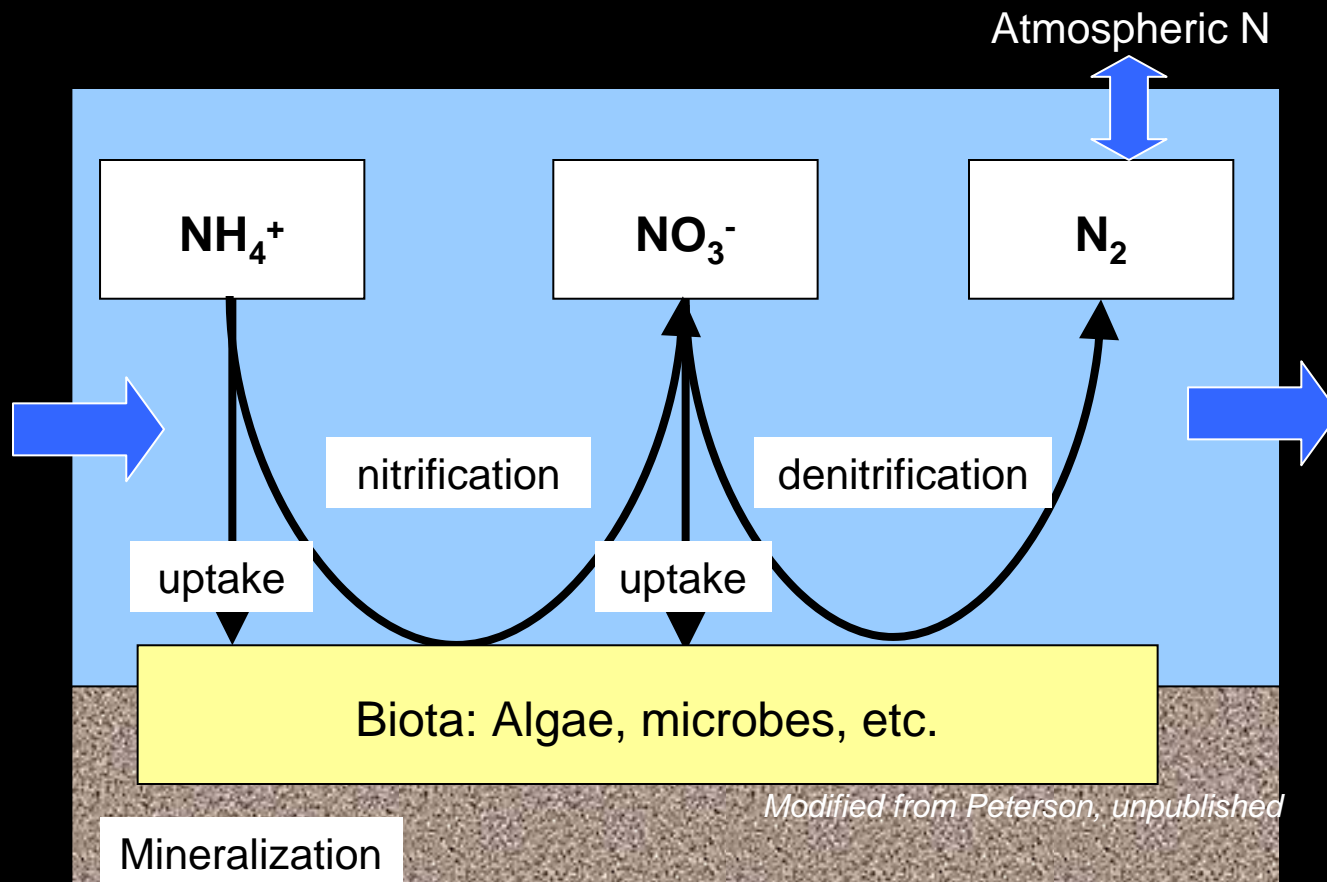 Atmospheric N
NH₄⁺
NO₃⁻
N₂
nitrification
denitrification
uptake
uptake
Biota: Algae, microbes, etc.
Modified from Peterson, unpublished
Mineralization